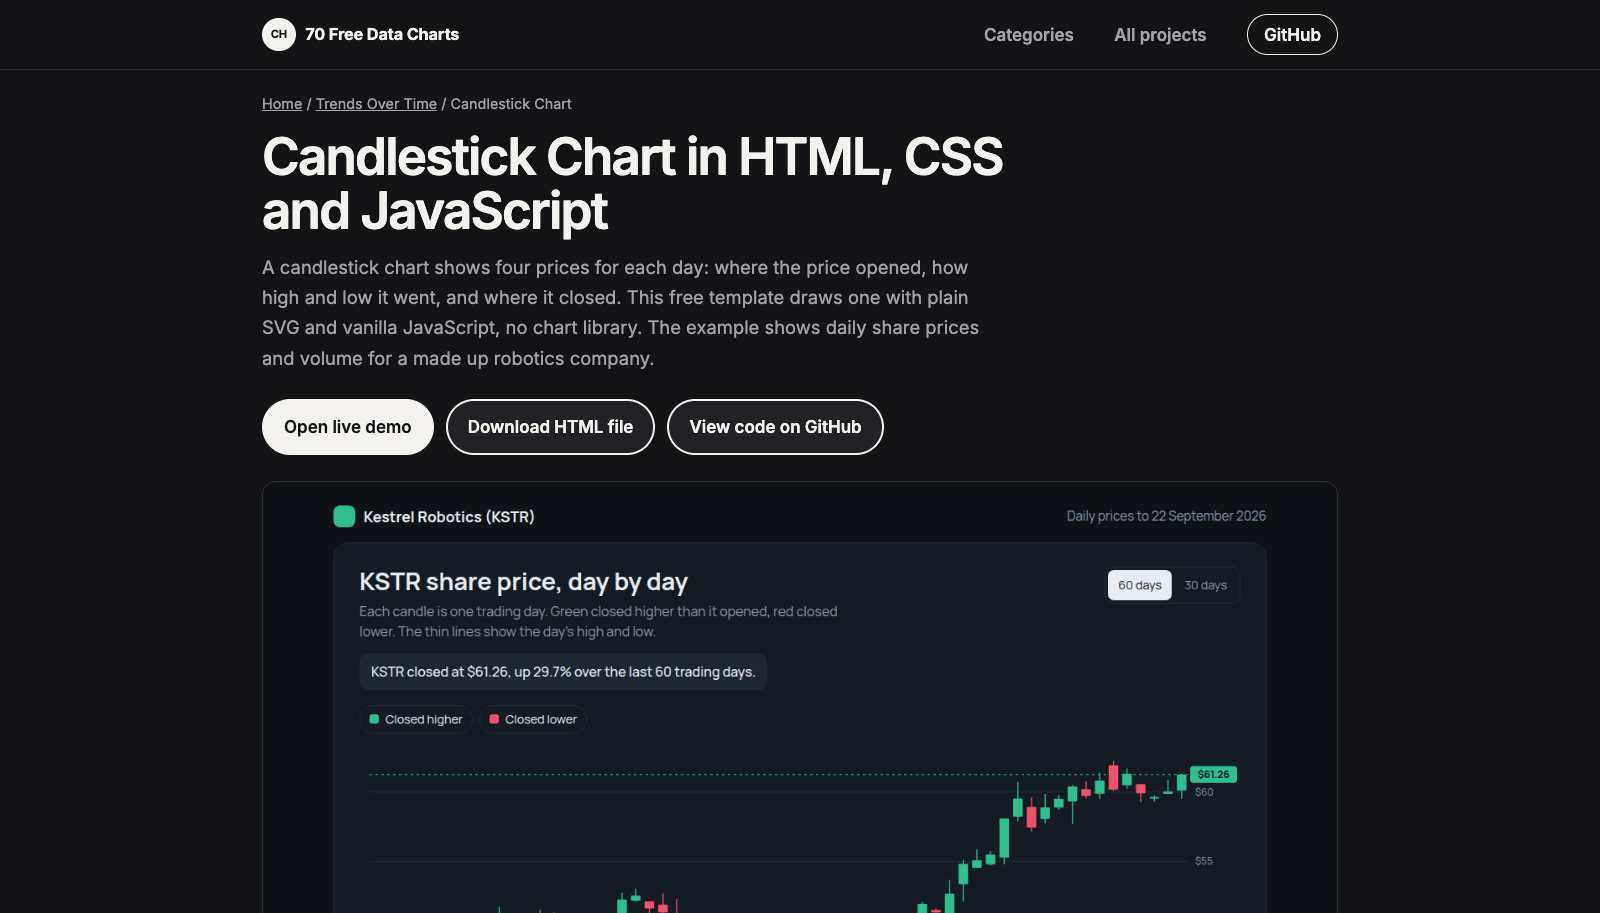 CH 70 Free Data Charts
Categories All projects GitHub
Home / Trends Over Time / Candlestick Chart
Candlestick Chart in HTML, CSS
and JavaScript
A candlestick chart shows four prices for each day: where the price opened, how
high and low it went, and where it closed. This free template draws one with plain
SVG and vanilla JavaScript, no chart library. The example shows daily share prices
and volume for a made up robotics company.
Open live demo Download HTML file View code on GitHub
Kestrel Robotics (KSTR) Daily prices to 22 September 2026
KSTR share price, day by day
60 days 30 days
Each candle is one trading day. Green closed higher than it opened, red closed
lower. The thin lines show the day's high and low.
KSTR closed at $61.26, up 29.7% over the last 60 trading days.
Closed higher Closed lower
$61.26
$60
$55